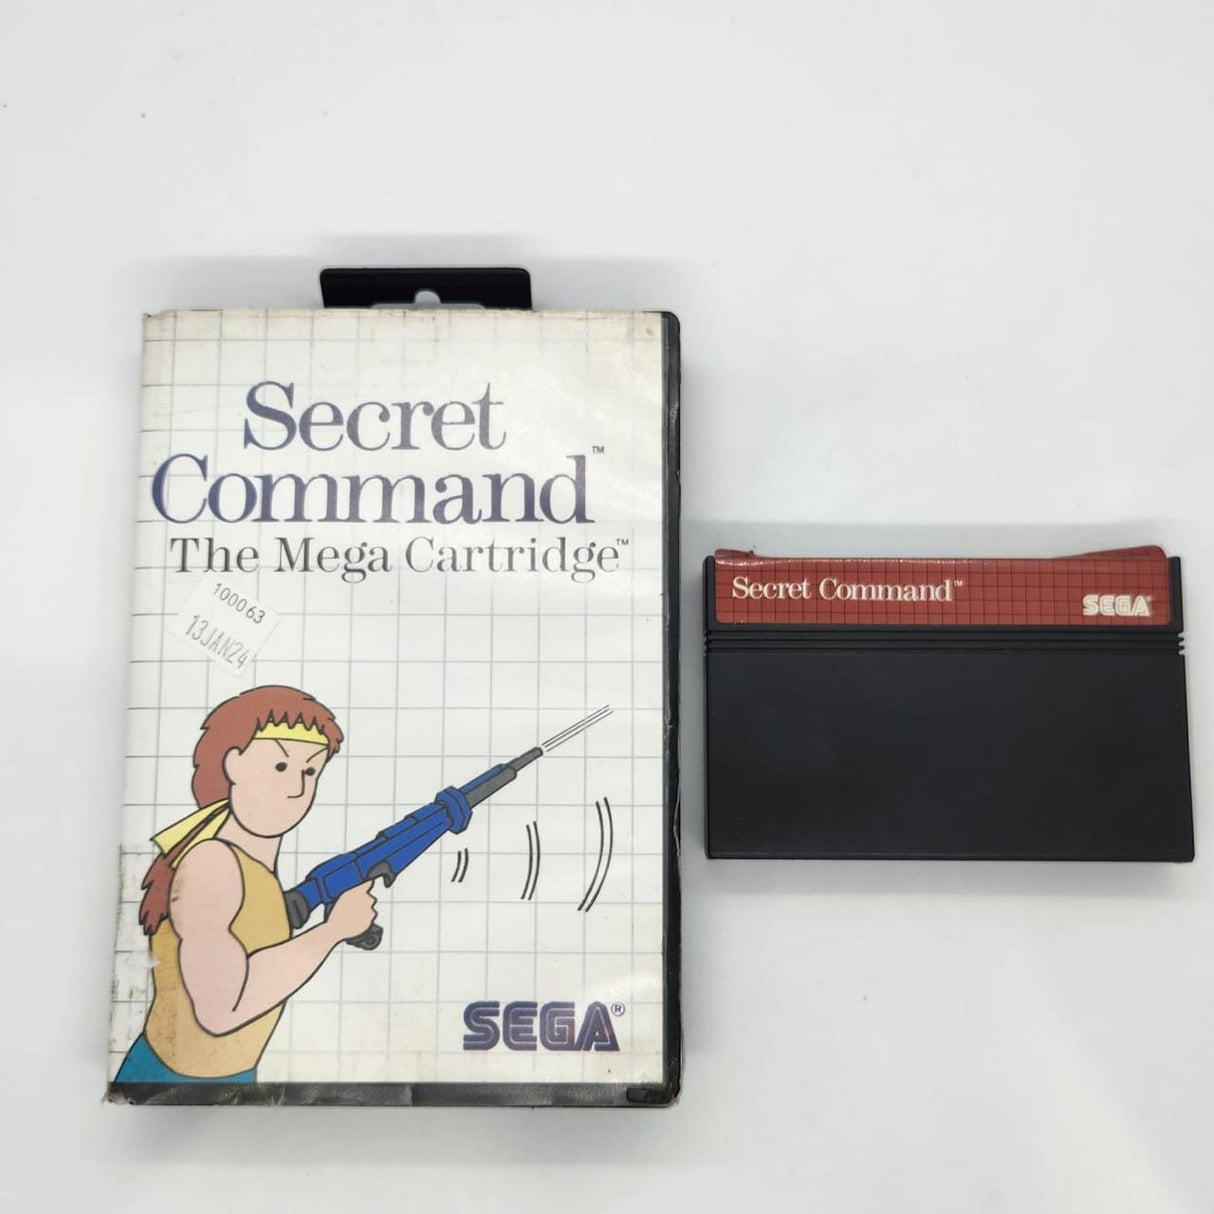 Secret
Command™
The Mega Cartridge™
100063
13JAN24
SEGA®
Secret Command™
SEGA®